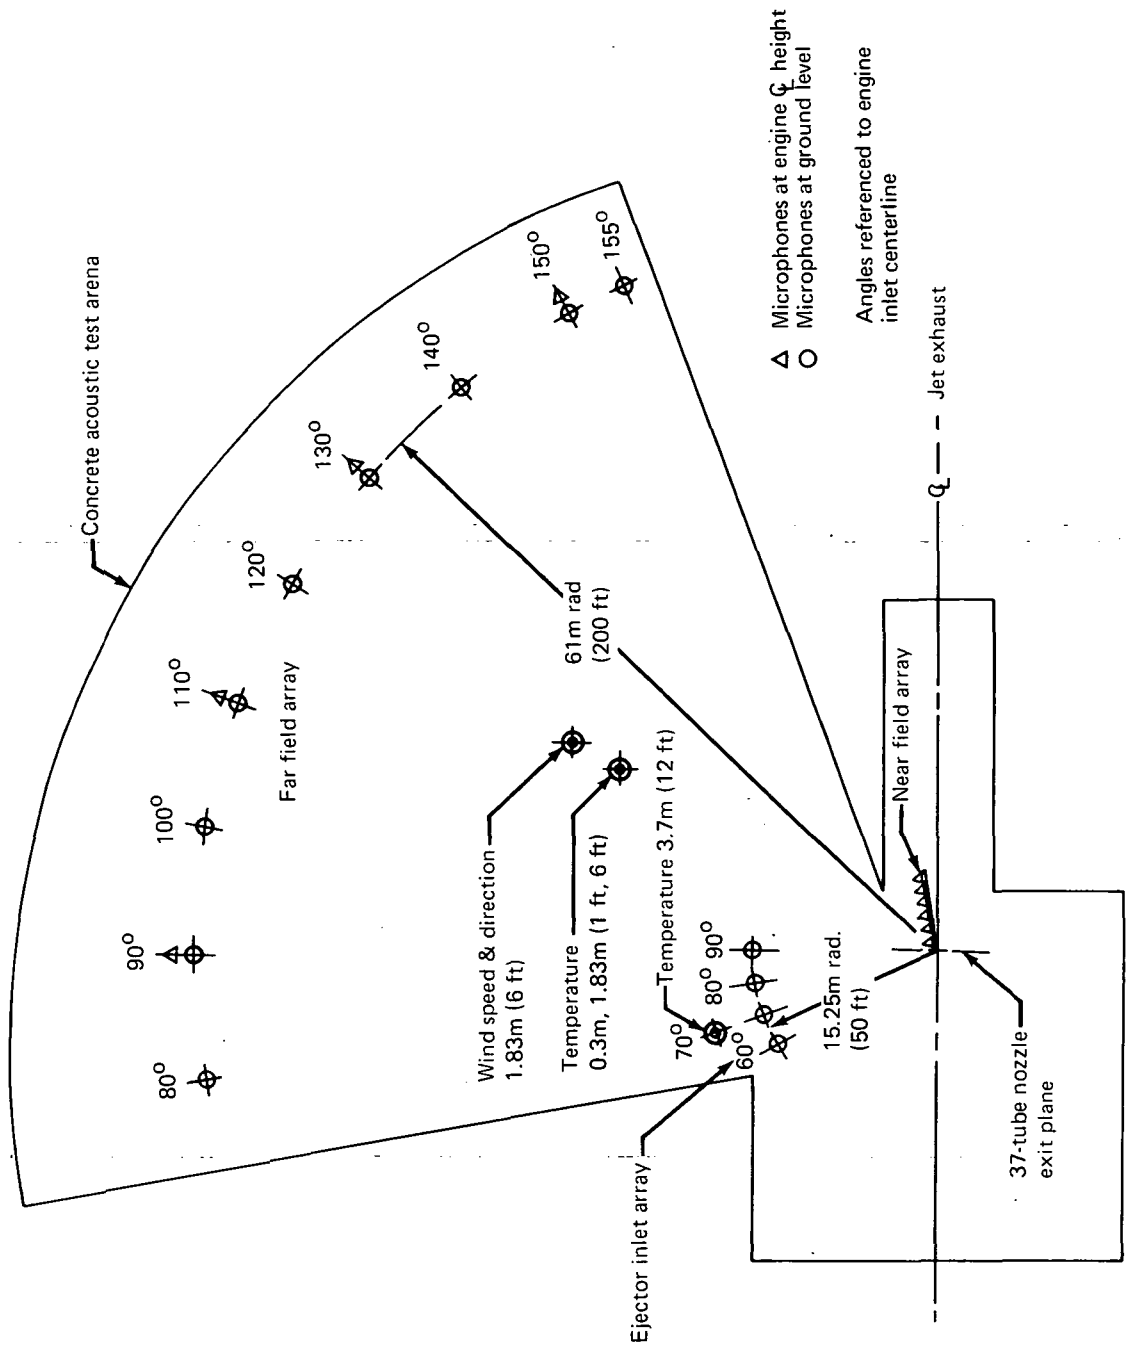 Concrete acoustic test arena
80°
90°
100°
110°
120°
130°
140°
150°
155°
Far field array
61m rad
(200 ft)
Wind speed & direction
1.83m (6 ft)
Temperature
0.3m, 1.83m (1 ft, 6 ft)
Temperature 3.7m (12 ft)
Ejector inlet array
60°
70°
80°
90°
15.25m rad.
(50 ft)
Near field array
℄
Jet exhaust
37-tube nozzle
exit plane
△ Microphones at engine ℄ height
○ Microphones at ground level
Angles referenced to engine
inlet centerline